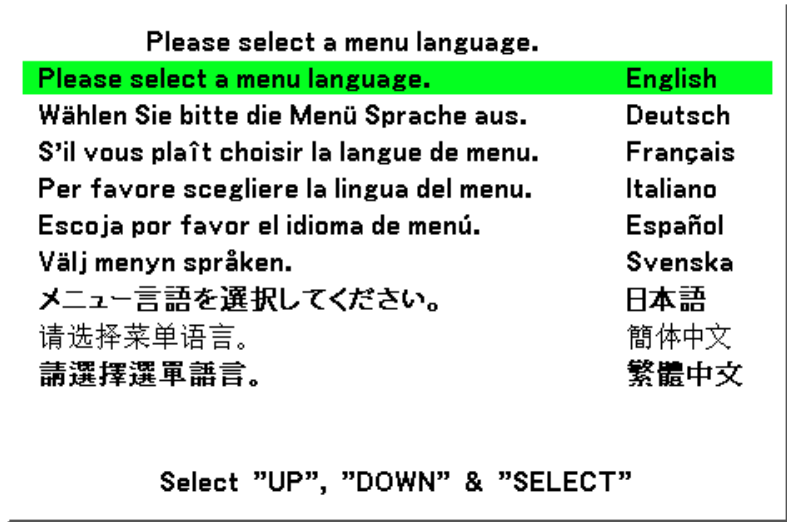 Please select a menu language.
Please select a menu language. English
Wählen Sie bitte die Menü Sprache aus. Deutsch
S'il vous plaît choisir la langue de menu. Français
Per favore scegliere la lingua del menu. Italiano
Escoja por favor el idioma de menú. Español
Välj menyn språken. Svenska
メニュー言語を選択してください。 日本語
请选择菜单语言。 簡体中文
請選擇選單語言。 繁體中文
Select ”UP”, ”DOWN” & ”SELECT”